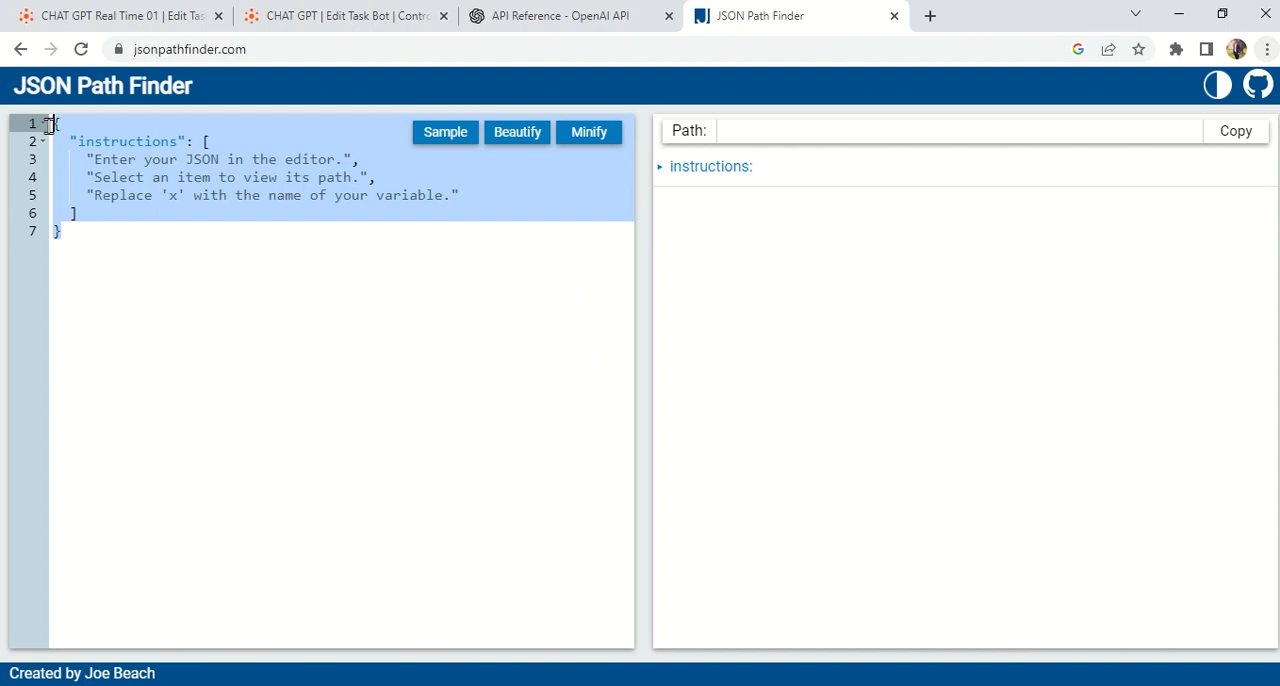 CHAT GPT Real Time 01 | Edit Tas
CHAT GPT | Edit Task Bot | Contro
API Reference - OpenAI API
JSON Path Finder
jsonpathfinder.com
JSON Path Finder
1 {
2 "instructions": [
3 "Enter your JSON in the editor.",
4 "Select an item to view its path.",
5 "Replace 'x' with the name of your variable."
6 ]
7 }
Sample Beautify Minify
Path: Copy
instructions:
Created by Joe Beach